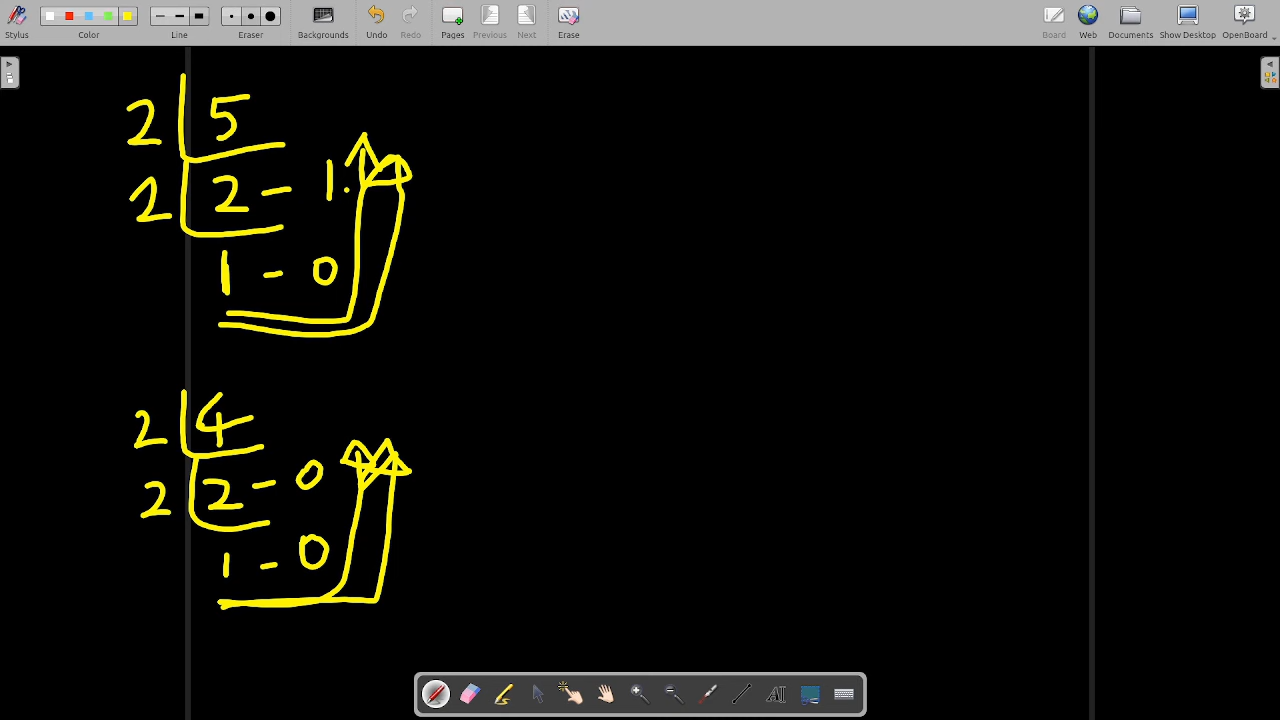 Stylus Color Line Eraser Backgrounds Undo Redo Pages Previous Next Erase Board Web Documents Show Desktop OpenBoard
2 5
2 2 - 1.
1 - 0
2 4
2 2 - 0
1 - 0